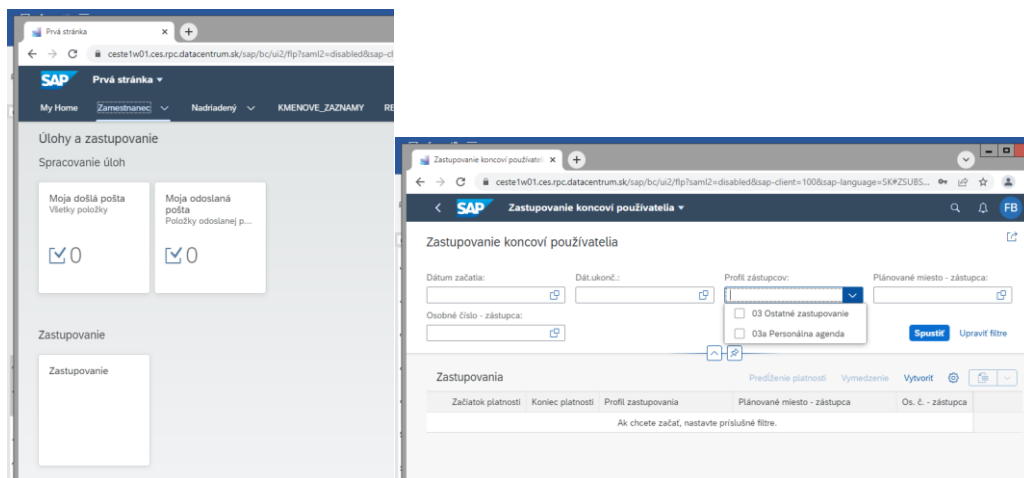 Prvá stránka
ceste1w01.ces.rpc.datacentrum.sk/sap/bc/ui2/flp?saml2=disabled&sap-cl
SAP Prvá stránka
My Home Zamestnanec Nadriadený KMENOVE_ZAZNAMY RE
Úlohy a zastupovanie
Spracovanie úloh
Moja došlá pošta
Všetky položky
0
Moja odoslaná
pošta
Položky odoslanej p...
0
Zastupovanie
Zastupovanie
Zastupovanie koncoví používateli
ceste1w01.ces.rpc.datacentrum.sk/sap/bc/ui2/flp?saml2=disabled&sap-client=100&sap-language=SK#ZSUBS...
SAP Zastupovanie koncoví používatelia FB
Zastupovanie koncoví používatelia
Dátum začatia: Dát.ukonč.: Profil zástupcov: Plánované miesto - zástupca:
03 Ostatné zastupovanie
03a Personálna agenda
Osobné číslo - zástupca:
Spustiť Upraviť filtre
Zastupovania Predĺženie platnosti Vymedzenie Vytvoriť
Začiatok platnosti Koniec platnosti Profil zastupovania Plánované miesto - zástupca Os. č. - zástupca
Ak chcete začať, nastavte príslušné filtre.